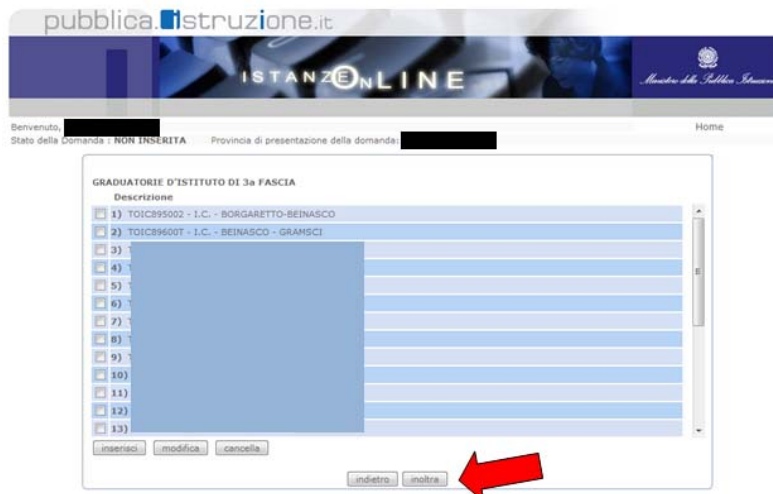 pubblica.istruzione.it
ISTANZE ONLINE
Ministero della Pubblica Istruzione
Benvenuto,
Home
Stato della Domanda : NON INSERITA Provincia di presentazione della domanda:
GRADUATORIE D'ISTITUTO DI 3a FASCIA
Descrizione
1) TOIC895002 - I.C. - BORGARETTO-BEINASCO
2) TOIC89600T - I.C. - BEINASCO - GRAMSCI
3) T
4) T
5) T
6) T
7) T
8) T
9) T
10)
11)
12)
13)
inserisci modifica cancella
indietro inoltra